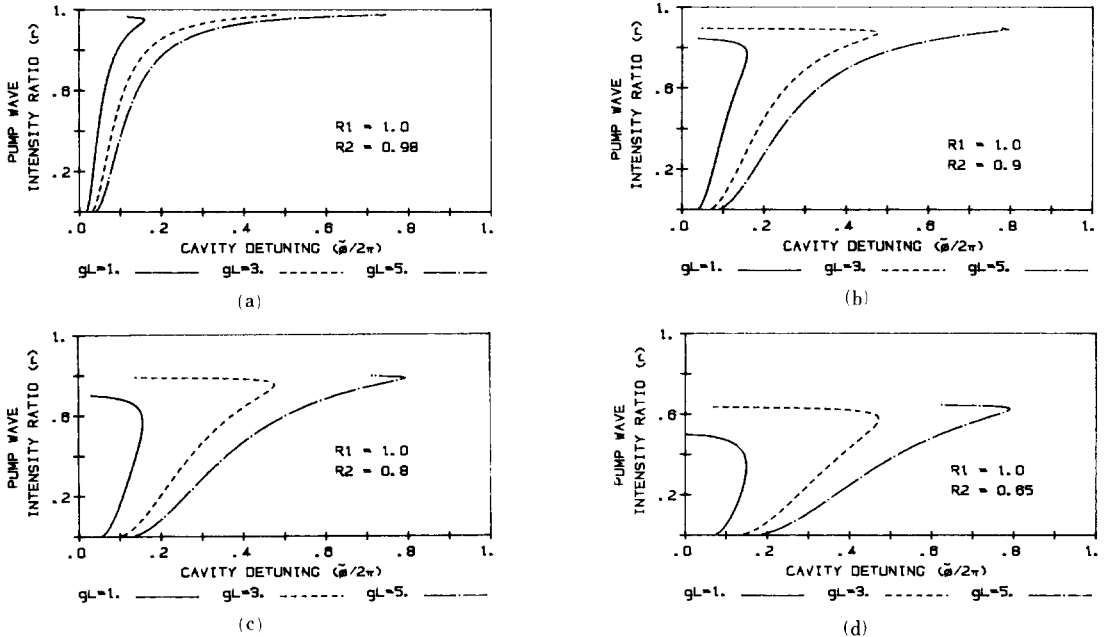 1.
.6
.2
PUMP WAVE
INTENSITY RATIO (r)
R1 = 1.0
R2 = 0.98
.0 .2 .4 .6 .8 1.
CAVITY DETUNING (φ̃/2π)
gL=1. gL=3. gL=5.
(a)
1.
.6
.2
PUMP WAVE
INTENSITY RATIO (r)
R1 = 1.0
R2 = 0.9
.0 .2 .4 .6 .8 1.
CAVITY DETUNING (φ̃/2π)
gL=1. gL=3. gL=5.
(b)
1.
.6
.2
PUMP WAVE
INTENSITY RATIO (r)
R1 = 1.0
R2 = 0.8
.0 .2 .4 .6 .8 1.
CAVITY DETUNING (φ̃/2π)
gL=1. gL=3. gL=5.
(c)
1.
.6
.2
PUMP WAVE
INTENSITY RATIO (r)
R1 = 1.0
R2 = 0.65
.0 .2 .4 .6 .8 1.
CAVITY DETUNING (φ̃/2π)
gL=1. gL=3. gL=5.
(d)